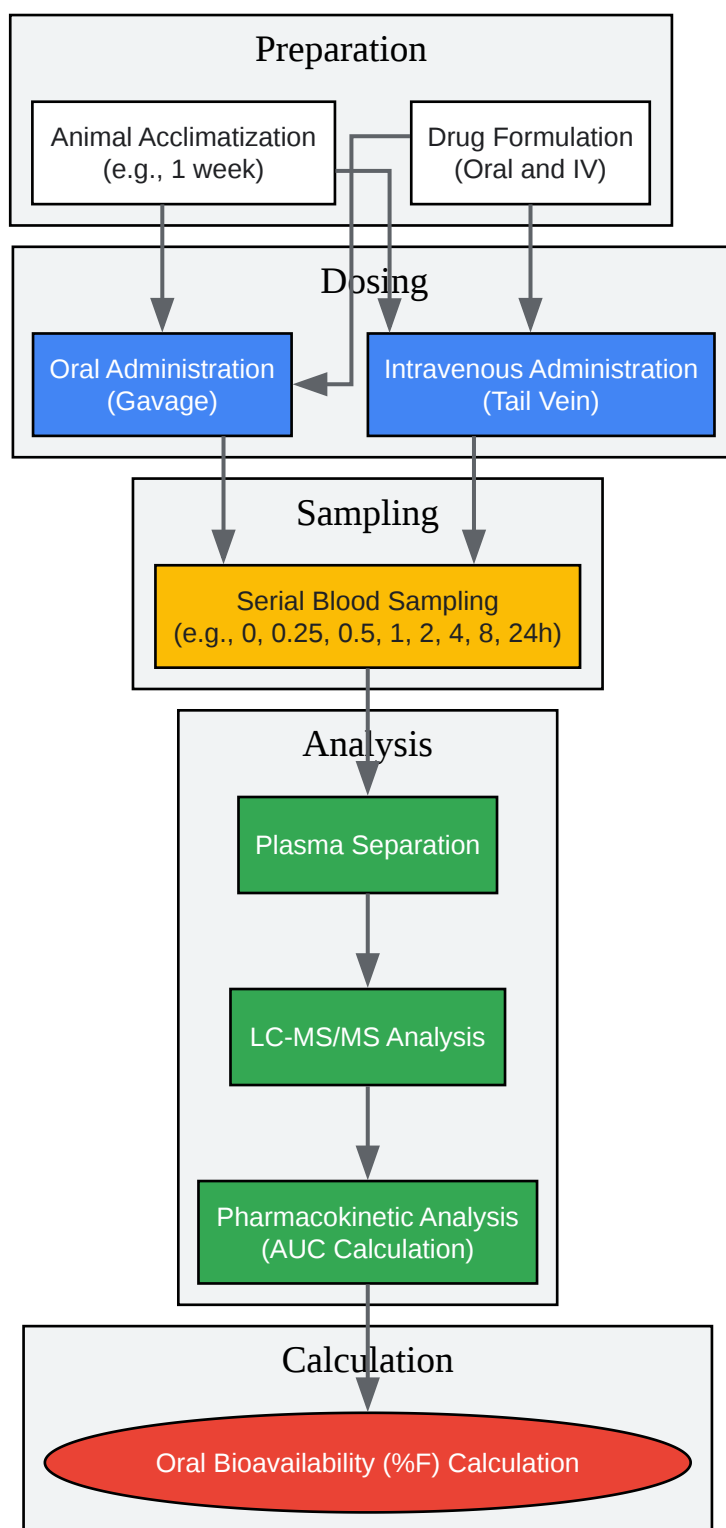 Preparation
Animal Acclimatization
(e.g., 1 week)
Drug Formulation
(Oral and IV)
Dosing
Oral Administration
(Gavage)
Intravenous Administration
(Tail Vein)
Sampling
Serial Blood Sampling
(e.g., 0, 0.25, 0.5, 1, 2, 4, 8, 24h)
Analysis
Plasma Separation
LC-MS/MS Analysis
Pharmacokinetic Analysis
(AUC Calculation)
Calculation
Oral Bioavailability (%F) Calculation